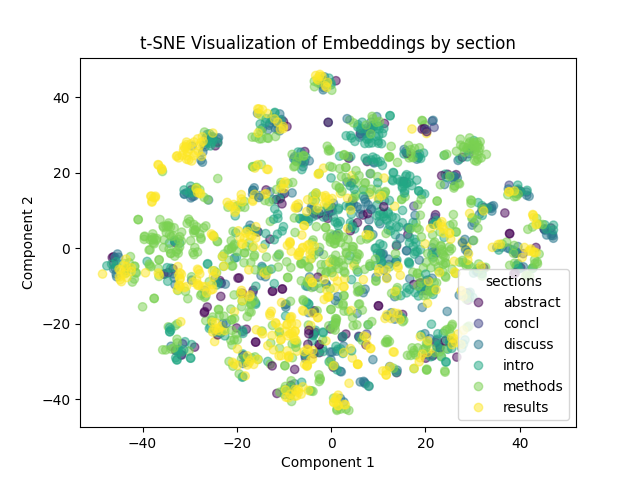 t-SNE Visualization of Embeddings by section
Component 2
40
20
0
−20
−40
sections
abstract
concl
discuss
intro
methods
results
−40
−20
0
20
40
Component 1